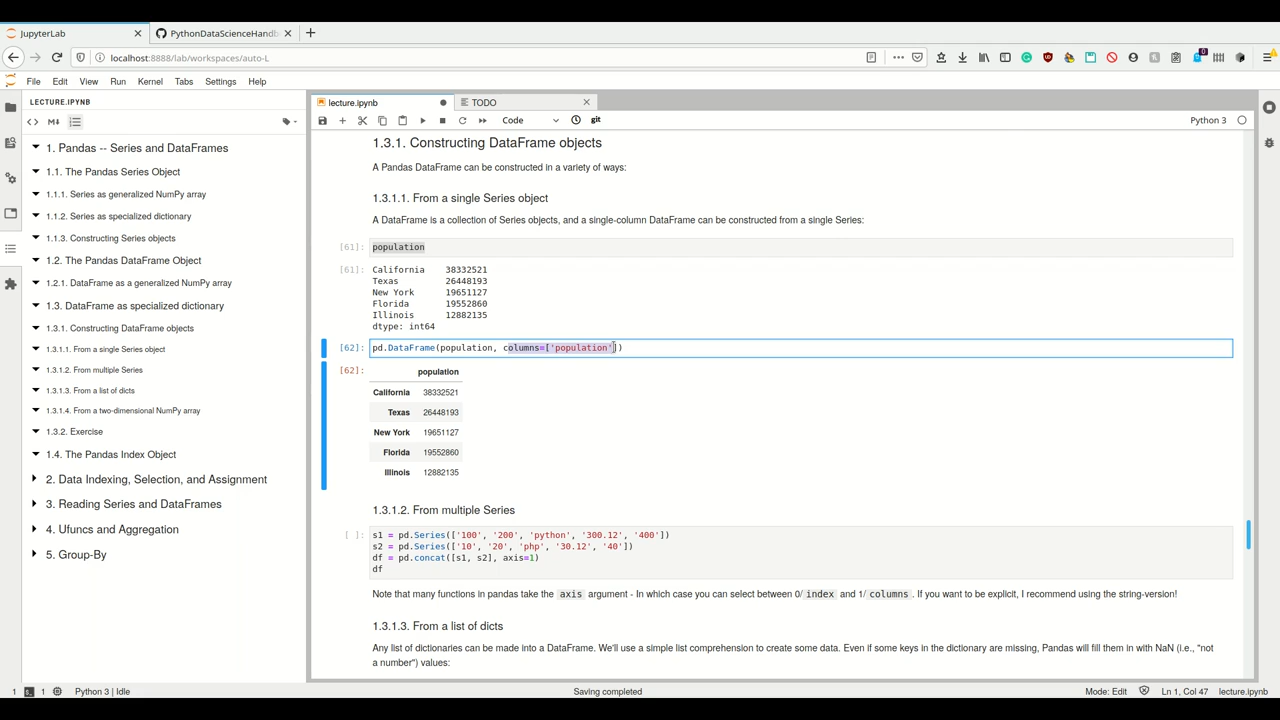 JupyterLab
PythonDataScienceHandb
localhost:8888/lab/workspaces/auto-L
File Edit View Run Kernel Tabs Settings Help
LECTURE.IPYNB
1. Pandas -- Series and DataFrames
1.1. The Pandas Series Object
1.1.1. Series as generalized NumPy array
1.1.2. Series as specialized dictionary
1.1.3. Constructing Series objects
1.2. The Pandas DataFrame Object
1.2.1. DataFrame as a generalized NumPy array
1.3. DataFrame as specialized dictionary
1.3.1. Constructing DataFrame objects
1.3.1.1. From a single Series object
1.3.1.2. From multiple Series
1.3.1.3. From a list of dicts
1.3.1.4. From a two-dimensional NumPy array
1.3.2. Exercise
1.4. The Pandas Index Object
2. Data Indexing, Selection, and Assignment
3. Reading Series and DataFrames
4. Ufuncs and Aggregation
5. Group-By
lecture.ipynb
TODO
Code
git
Python 3
1.3.1. Constructing DataFrame objects
A Pandas DataFrame can be constructed in a variety of ways:
1.3.1.1. From a single Series object
A DataFrame is a collection of Series objects, and a single-column DataFrame can be constructed from a single Series:
[61]: population
[61]: California 38332521
Texas 26448193
New York 19651127
Florida 19552860
Illinois 12882135
dtype: int64
[62]: pd.DataFrame(population, columns=['population'])
[62]: population
California 38332521
Texas 26448193
New York 19651127
Florida 19552860
Illinois 12882135
1.3.1.2. From multiple Series
[ ]: s1 = pd.Series(['100', '200', 'python', '300.12', '400'])
s2 = pd.Series(['10', '20', 'php', '30.12', '40'])
df = pd.concat([s1, s2], axis=1)
df
Note that many functions in pandas take the axis argument - In which case you can select between 0/ index and 1/ columns. If you want to be explicit, I recommend using the string-version!
1.3.1.3. From a list of dicts
Any list of dictionaries can be made into a DataFrame. We'll use a simple list comprehension to create some data. Even if some keys in the dictionary are missing, Pandas will fill them in with NaN (i.e., "not
a number") values:
1 1 Python 3 | Idle
Saving completed
Mode: Edit Ln 1, Col 47 lecture.ipynb